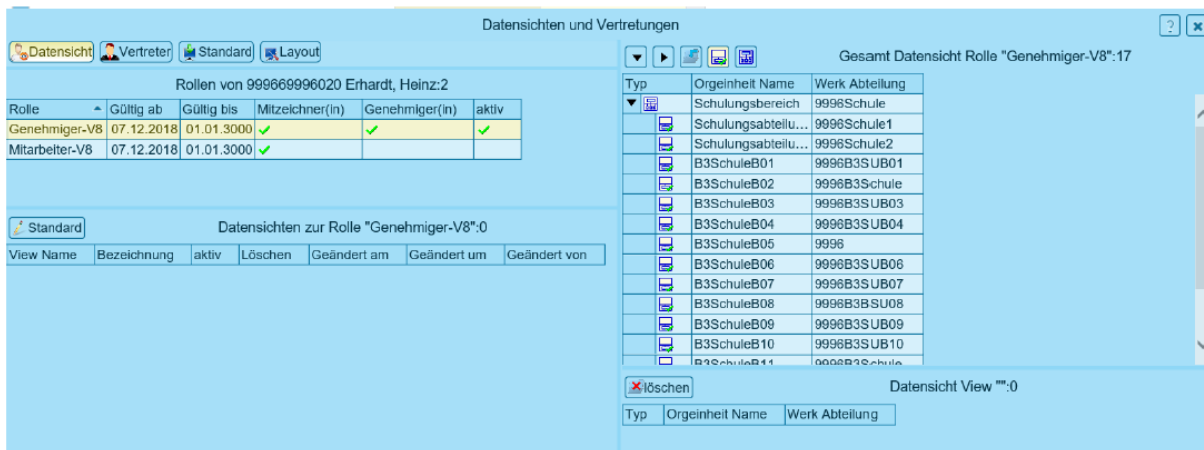 Datensichten und Vertretungen
?
Datensicht Vertreter Standard Layout
Rollen von 999669996020 Erhardt, Heinz:2
Rolle Gültig ab Gültig bis Mitzeichner(in) Genehmiger(in) aktiv
Genehmiger-V8 07.12.2018 01.01.3000
Mitarbeiter-V8 07.12.2018 01.01.3000
Standard Datensichten zur Rolle "Genehmiger-V8":0
View Name Bezeichnung aktiv Löschen Geändert am Geändert um Geändert von
Gesamt Datensicht Rolle "Genehmiger-V8":17
Typ Orgeinheit Name Werk Abteilung
Schulungsbereich 9996Schule
Schulungsabteilu... 9996Schule1
Schulungsabteilu... 9996Schule2
B3SchuleB01 9996B3SUB01
B3SchuleB02 9996B3Schule
B3SchuleB03 9996B3SUB03
B3SchuleB04 9996B3SUB04
B3SchuleB05 9996
B3SchuleB06 9996B3SUB06
B3SchuleB07 9996B3SUB07
B3SchuleB08 9996B3BSU08
B3SchuleB09 9996B3SUB09
B3SchuleB10 9996B3SUB10
B3SchuleB11 9996B3Schule
löschen Datensicht View "":0
Typ Orgeinheit Name Werk Abteilung